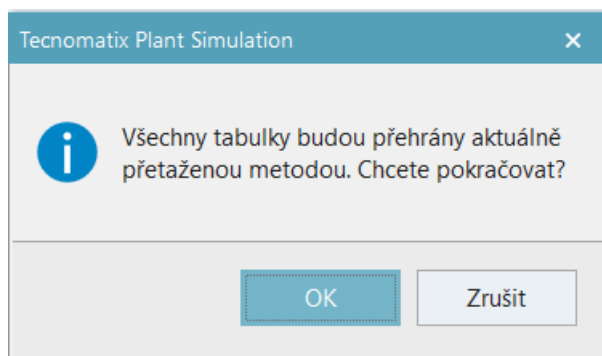 Tecnomatix Plant Simulation
Všechny tabulky budou přehrány aktuálně
přetaženou metodou. Chcete pokračovat?
OK
Zrušit